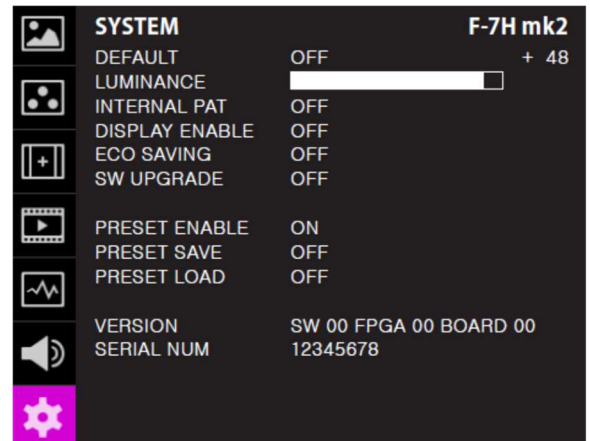 SYSTEM F-7H mk2
DEFAULT OFF + 48
LUMINANCE
INTERNAL PAT OFF
DISPLAY ENABLE OFF
ECO SAVING OFF
SW UPGRADE OFF
PRESET ENABLE ON
PRESET SAVE OFF
PRESET LOAD OFF
VERSION SW 00 FPGA 00 BOARD 00
SERIAL NUM 12345678